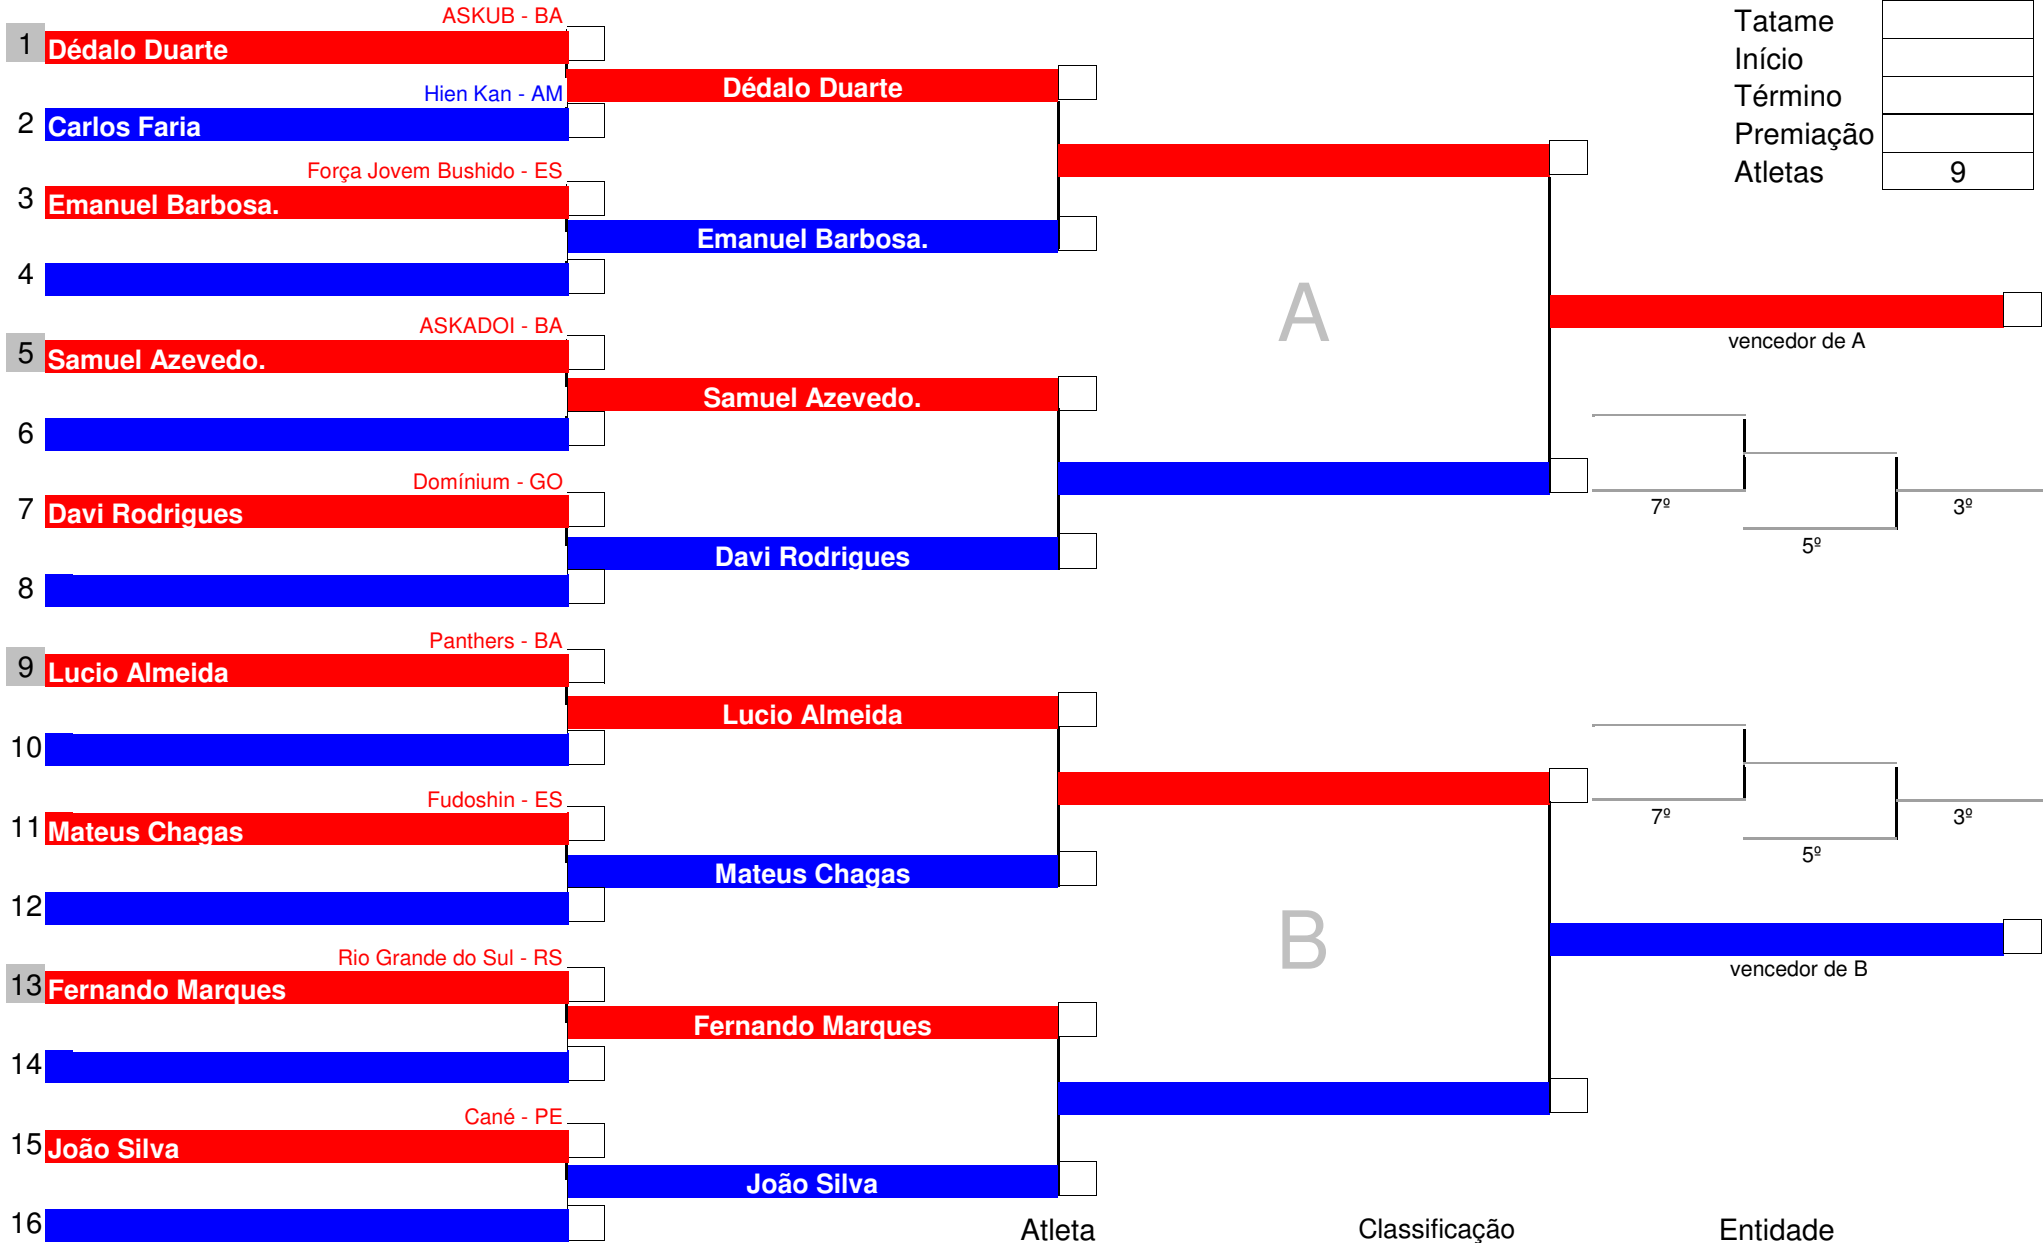 ASKUB - BA
1 Dédalo Duarte
Dédalo Duarte
Hien Kan - AM
2 Carlos Faria
Força Jovem Bushido - ES
3 Emanuel Barbosa.
Emanuel Barbosa.
4
ASKADOI - BA
5 Samuel Azevedo.
Samuel Azevedo.
6
Domínium - GO
7 Davi Rodrigues
Davi Rodrigues
8
Panthers - BA
9 Lucio Almeida
Lucio Almeida
10
Fudoshin - ES
11 Mateus Chagas
Mateus Chagas
12
Rio Grande do Sul - RS
13 Fernando Marques
Fernando Marques
14
Cané - PE
15 João Silva
João Silva
16
A
B
Tatame
Início
Término
Premiação
Atletas 9
vencedor de A
7º
3º
5º
7º
3º
5º
vencedor de B
Atleta Classificação Entidade